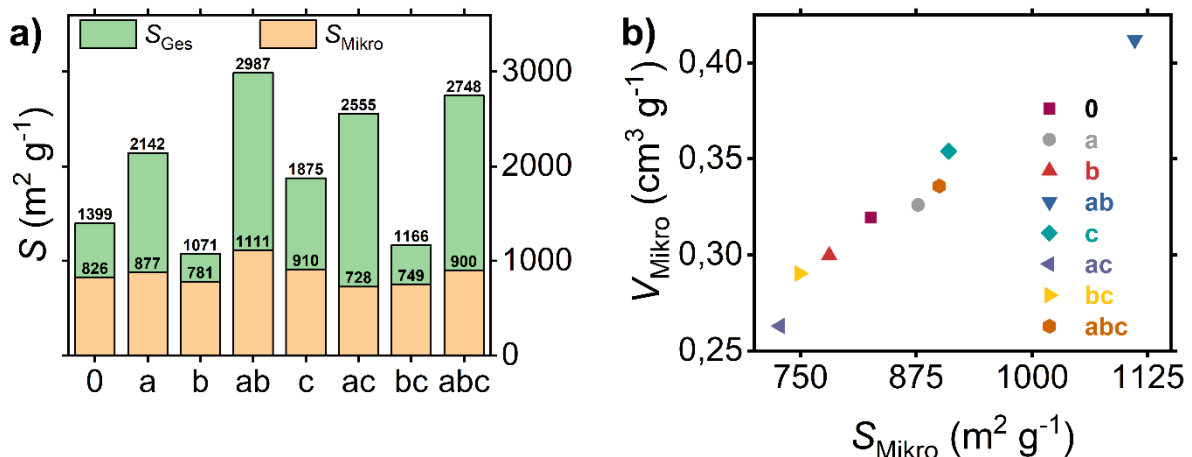 a)
S_Ges
S_Mikro
S (m² g⁻¹)
3000
2000
1000
0
1399
826
2142
877
1071
781
2987
1111
1875
910
2555
728
1166
749
2748
900
0 a b ab c ac bc abc
b)
V_Mikro (cm³ g⁻¹)
0,40
0,35
0,30
0,25
0
a
b
ab
c
ac
bc
abc
750 875 1000 1125
S_Mikro (m² g⁻¹)